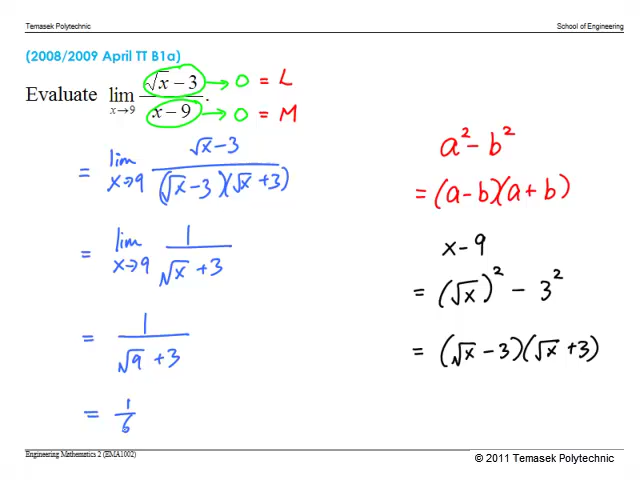 Temasek Polytechnic School of Engineering
(2008/2009 April TT B1a)
Evaluate lim x→9 (√x − 3)/(x − 9). → 0 = L → 0 = M
= lim x→9 (√x − 3)/((√x − 3)(√x + 3))
= lim x→9 1/(√x + 3)
= 1/(√9 + 3)
= 1/6
a² − b²
= (a − b)(a + b)
x − 9
= (√x)² − 3²
= (√x − 3)(√x + 3)
Engineering Mathematics 2 (EMA1002)
© 2011 Temasek Polytechnic